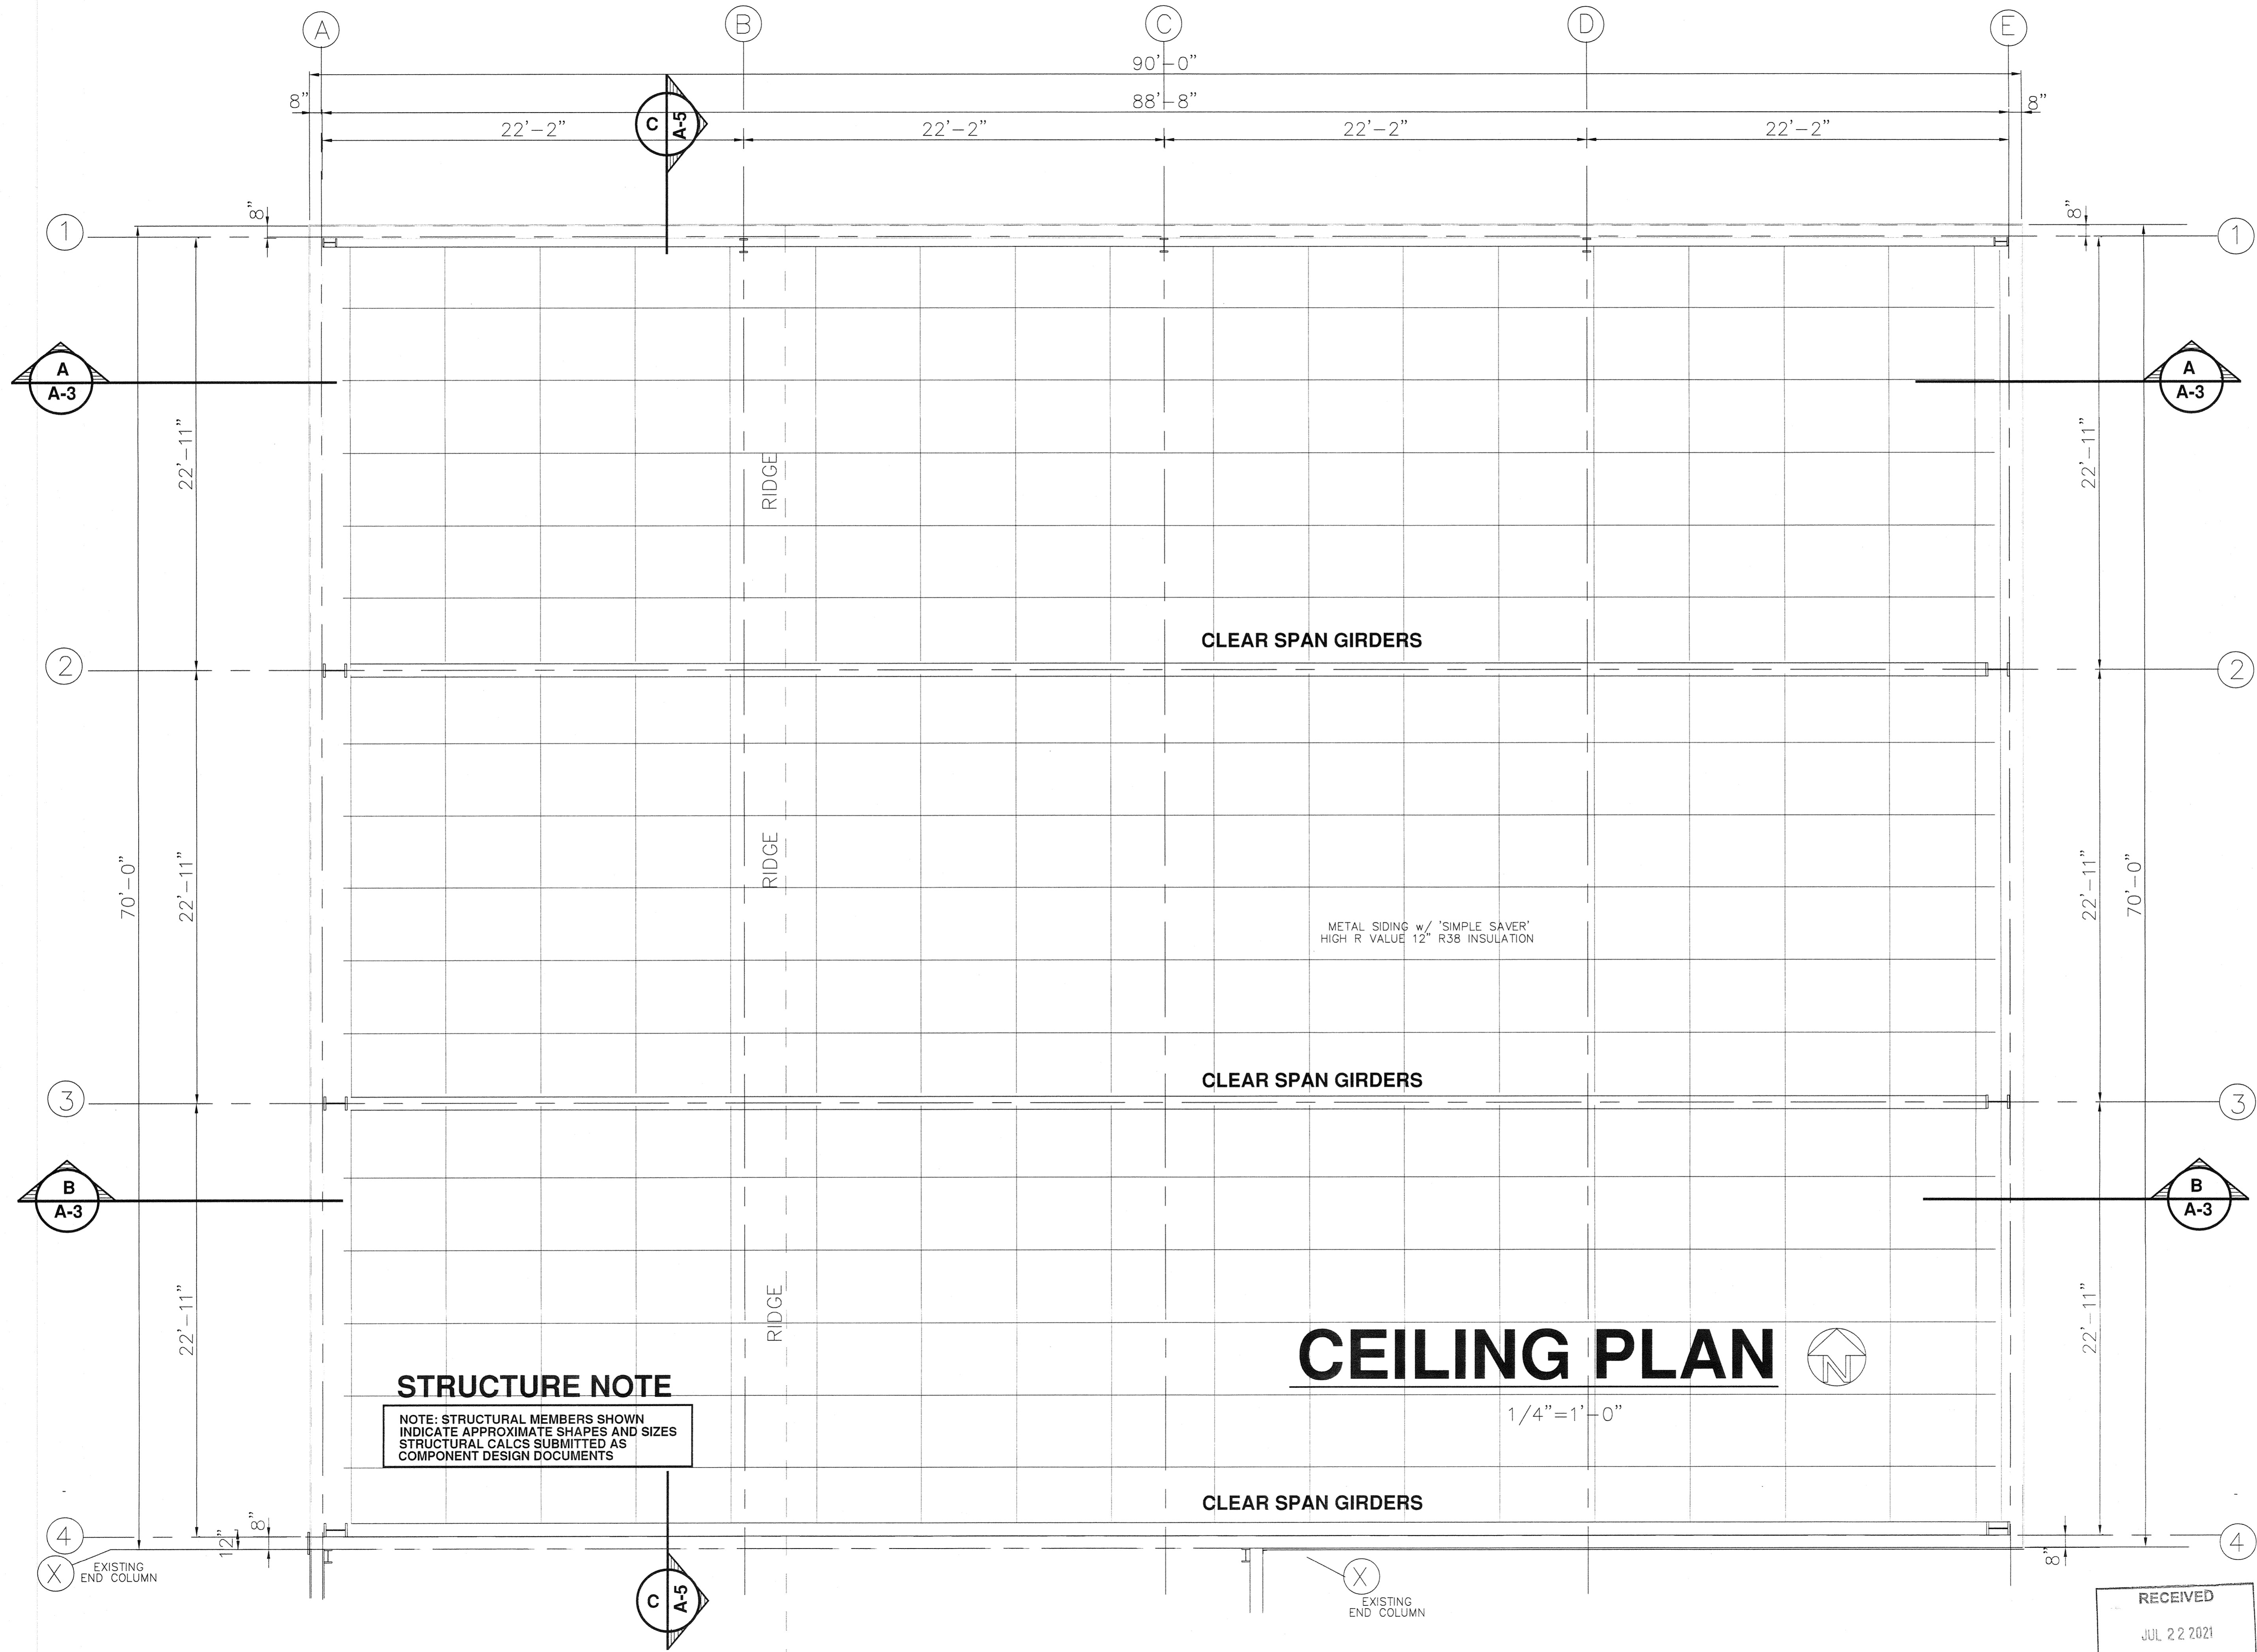 A
B
C
D
E
90'-0"
8"
88'-8"
8"
22'-2"
C
A-5
22'-2"
22'-2"
22'-2"
8"
8"
1
1
A
A-3
A
A-3
22'-11"
RIDGE
22'-11"
CLEAR SPAN GIRDERS
2
2
70'-0"
22'-11"
RIDGE
METAL SIDING w/ 'SIMPLE SAVER'
HIGH R VALUE 12" R38 INSULATION
22'-11"
70'-0"
CLEAR SPAN GIRDERS
3
3
B
A-3
B
A-3
22'-11"
RIDGE
22'-11"
CEILING PLAN
N
1/4"=1'-0"
STRUCTURE NOTE
NOTE: STRUCTURAL MEMBERS SHOWN
INDICATE APPROXIMATE SHAPES AND SIZES
STRUCTURAL CALCS SUBMITTED AS
COMPONENT DESIGN DOCUMENTS
CLEAR SPAN GIRDERS
4
12"
8"
8"
4
X
EXISTING
END COLUMN
C
A-5
X
EXISTING
END COLUMN
RECEIVED
JUL 22 2021